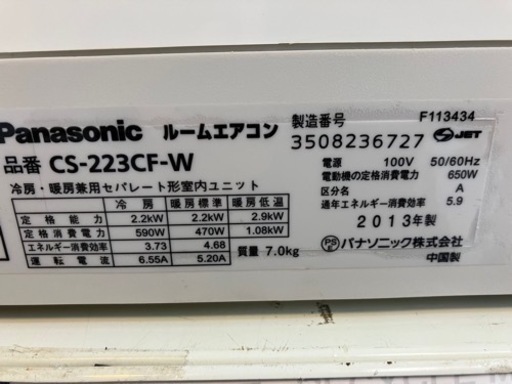 Panasonic ルームエアコン
品番 CS-223CF-W
冷房・暖房兼用セパレート形室内ユニット
冷房 暖房標準 暖房低温
定格能力 2.2kW 2.2kW 2.9kW
定格消費電力 590W 470W 1.08kW
エネルギー消費効率 3.73 4.68
運転電流 6.55A 5.20A
質量 7.0kg
F113434
製造番号
3508236727
JET
電源 100V 50/60Hz
電動機の定格消費電力 650W
区分名 A
通年エネルギー消費効率 5.9
2013年製
PSE パナソニック株式会社
中国製